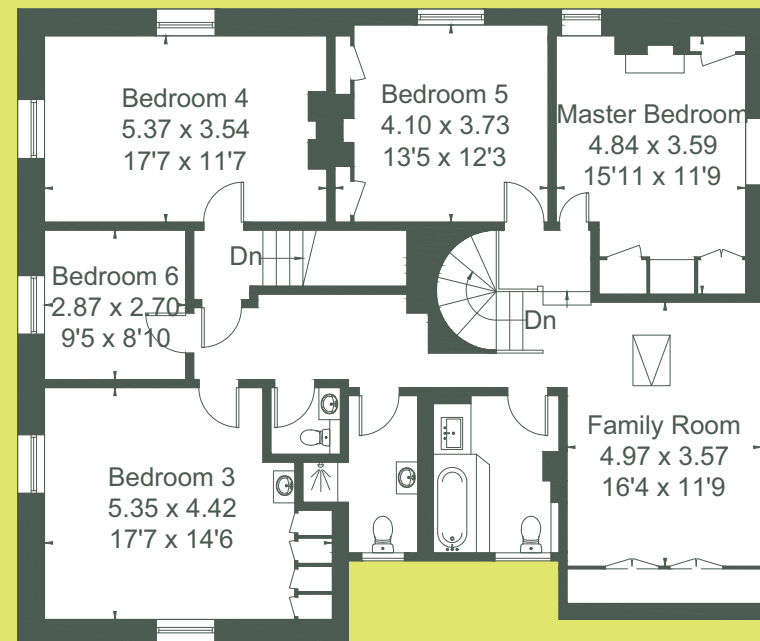 Bedroom 4
5.37 x 3.54
17'7 x 11'7
Bedroom 5
4.10 x 3.73
13'5 x 12'3
Master Bedroom
4.84 x 3.59
15'11 x 11'9
Dn
Bedroom 6
2.87 x 2.70
9'5 x 8'10
Dn
Family Room
4.97 x 3.57
16'4 x 11'9
Bedroom 3
5.35 x 4.42
17'7 x 14'6